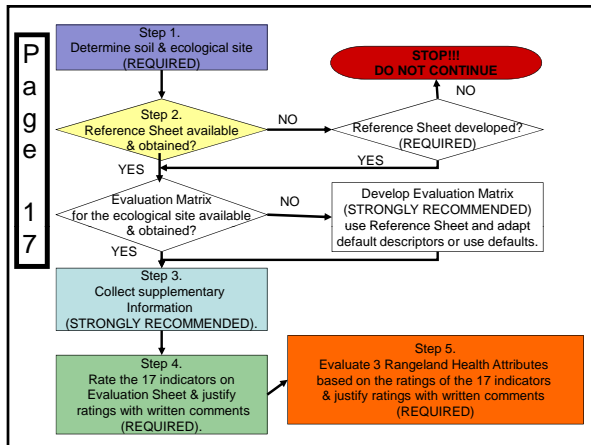 Page 17
Step 1.
Determine soil & ecological site
(REQUIRED)
STOP!!!
DO NOT CONTINUE
NO
Step 2.
Reference Sheet available
& obtained?
NO
Reference Sheet developed?
(REQUIRED)
YES
YES
Evaluation Matrix
for the ecological site available
& obtained?
NO
Develop Evaluation Matrix
(STRONGLY RECOMMENDED)
use Reference Sheet and adapt
default descriptors or use defaults.
YES
Step 3.
Collect supplementary
Information
(STRONGLY RECOMMENDED).
Step 4.
Rate the 17 indicators on
Evaluation Sheet & justify
ratings with written comments
(REQUIRED).
Step 5.
Evaluate 3 Rangeland Health Attributes
based on the ratings of the 17 indicators
& justify ratings with written comments
(REQUIRED)